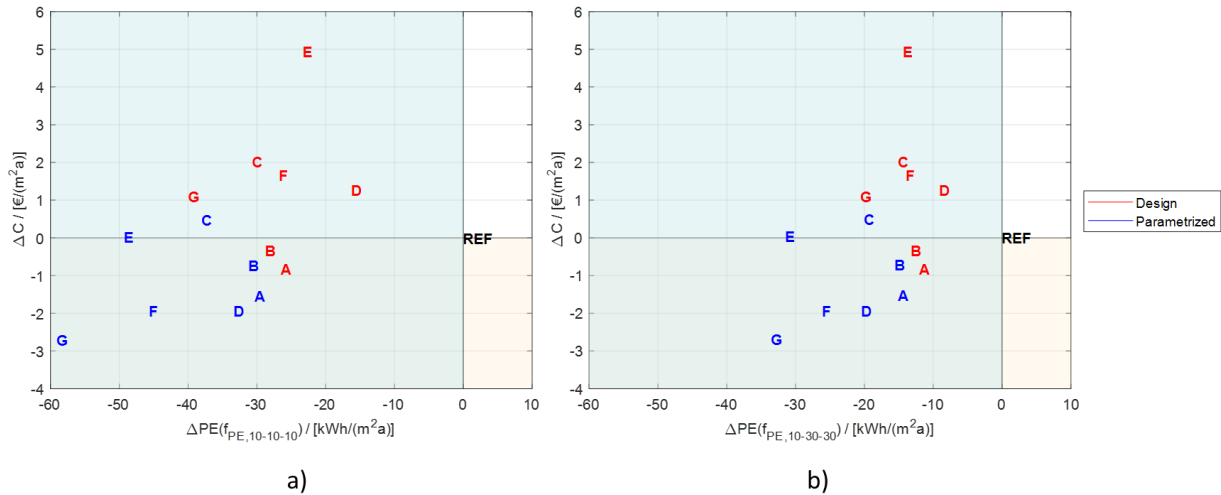 6
5
4
3
2
1
0
-1
-2
-3
-4
ΔC / [€/(m²a)]
E
C
F
G
D
C
E
B
B
A
A
F
D
G
REF
-60
-50
-40
-30
-20
-10
0
10
ΔPE(f_PE,10-10-10) / [kWh/(m²a)]
a)
6
5
4
3
2
1
0
-1
-2
-3
-4
ΔC / [€/(m²a)]
E
C
F
D
G
C
E
B
B
A
A
F
D
G
REF
-60
-50
-40
-30
-20
-10
0
10
ΔPE(f_PE,10-30-30) / [kWh/(m²a)]
b)
Design
Parametrized